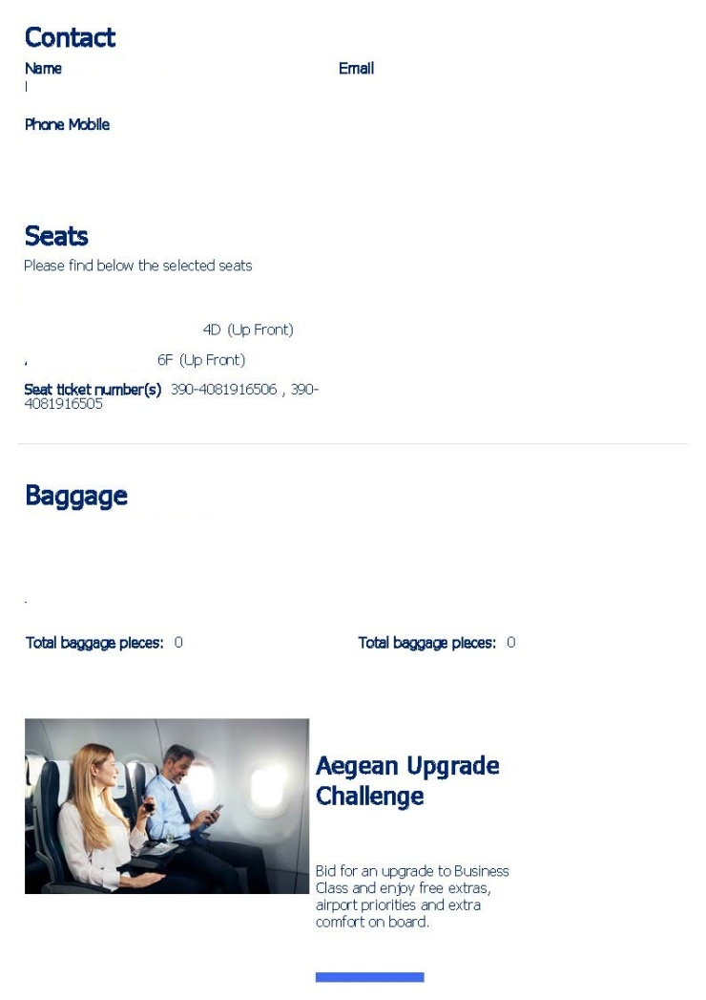 Contact
Name Email
Phone Mobile
Seats
Please find below the selected seats
4D (Up Front)
6F (Up Front)
Seat ticket number(s) 390-4081916506 , 390-
4081916505
Baggage
Total baggage pieces: 0 Total baggage pieces: 0
Aegean Upgrade
Challenge
Bid for an upgrade to Business
Class and enjoy free extras,
airport priorities and extra
comfort on board.